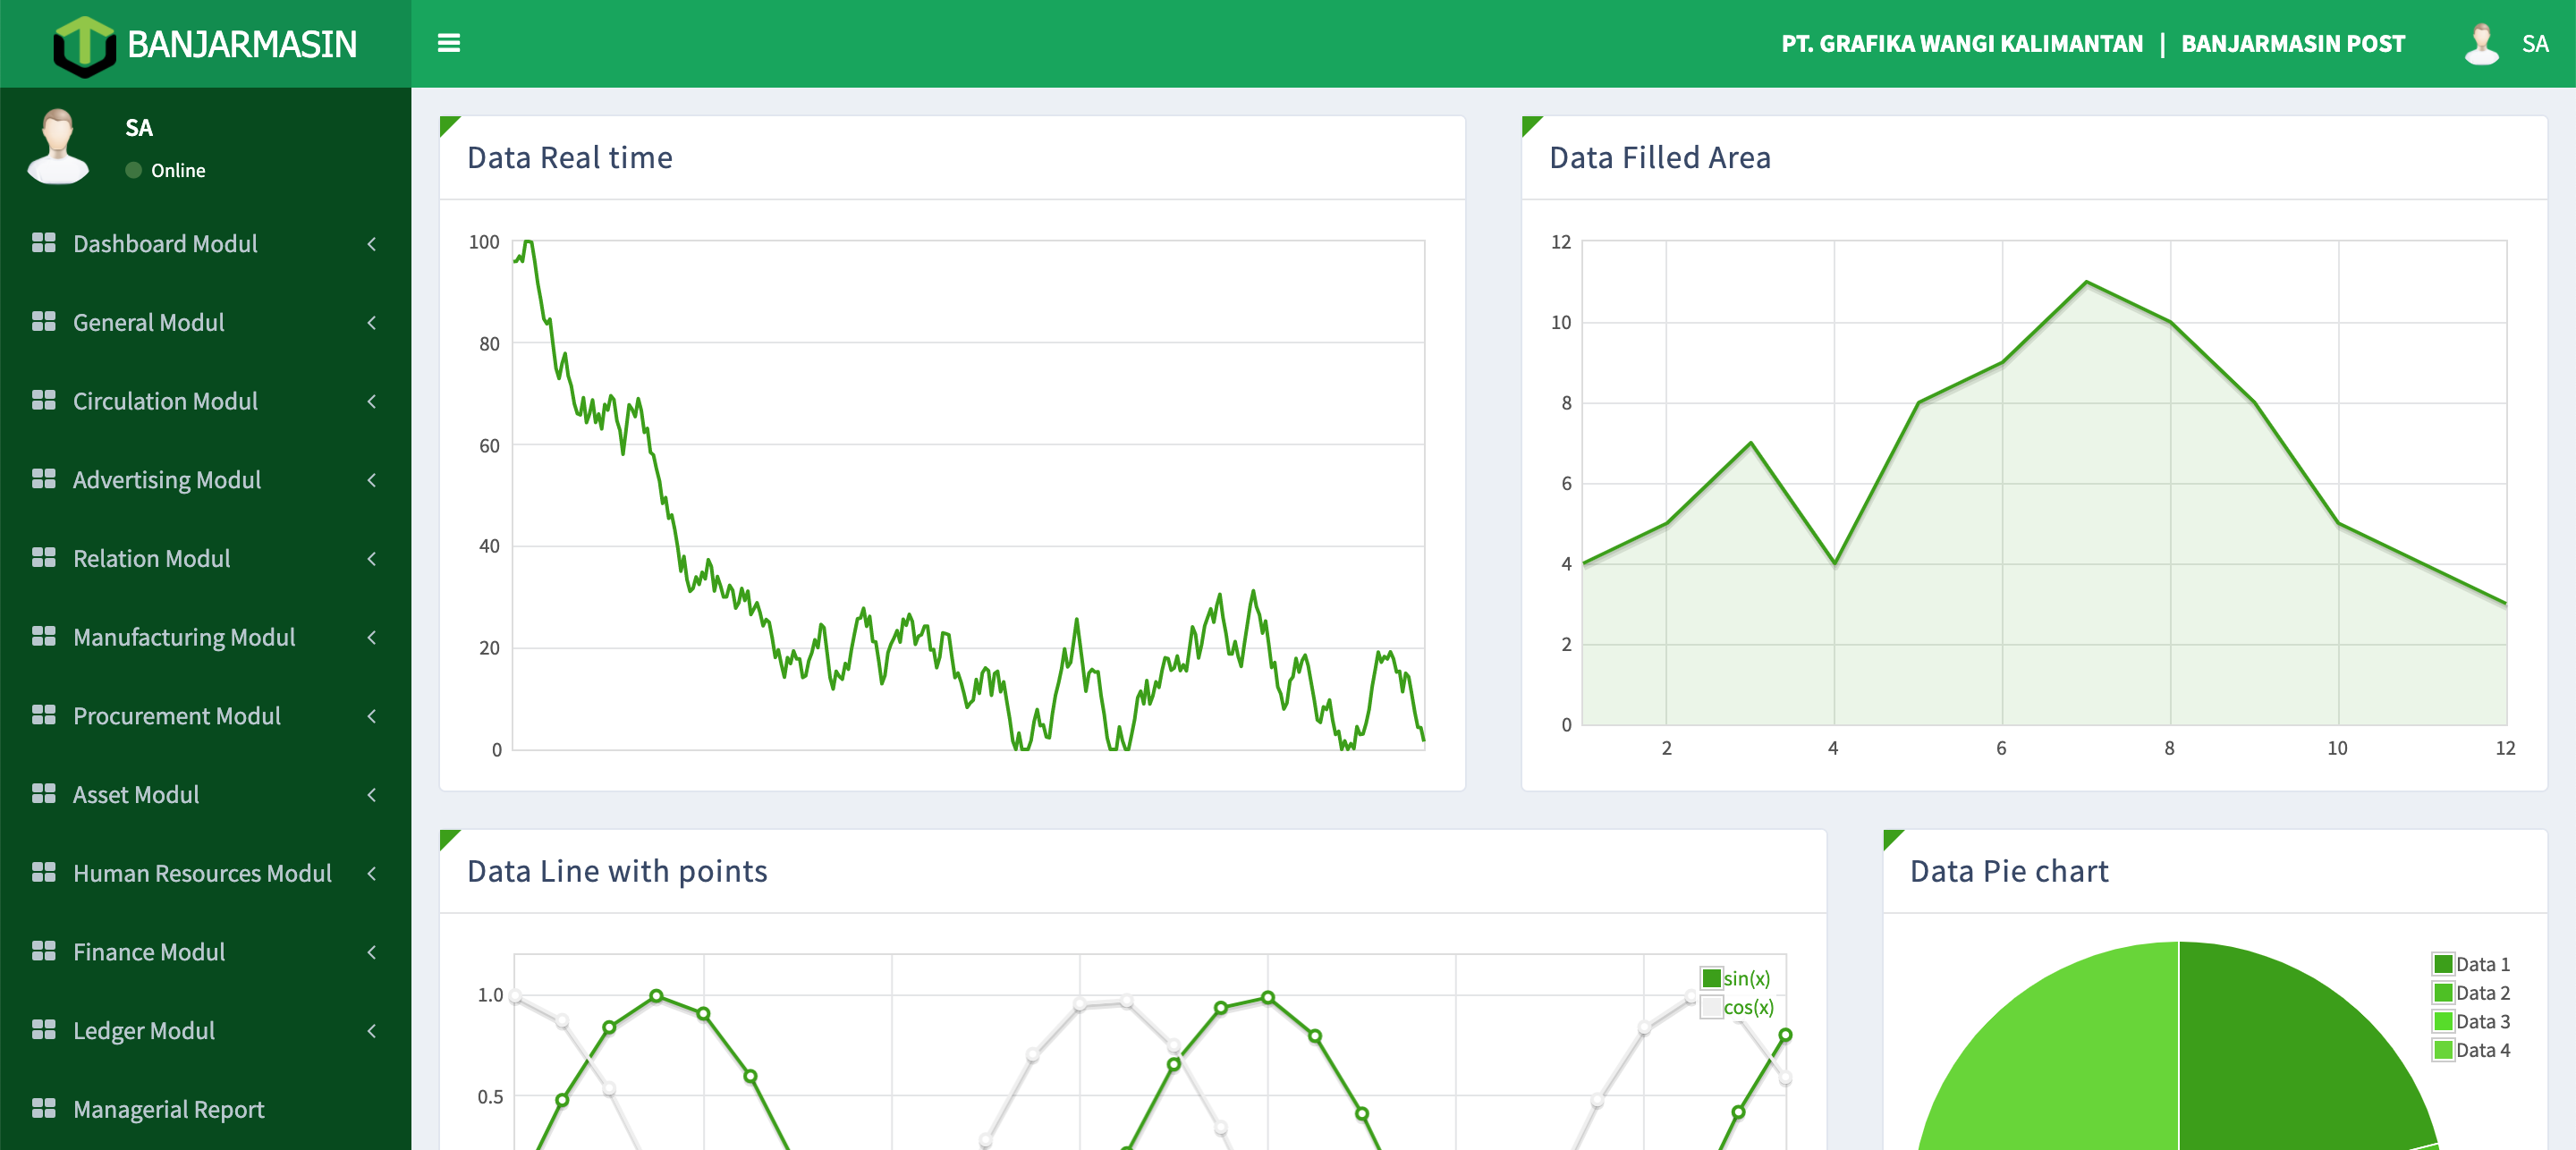 BANJARMASIN
PT. GRAFIKA WANGI KALIMANTAN | BANJARMASIN POST
SA
SA
Online
Dashboard Modul
General Modul
Circulation Modul
Advertising Modul
Relation Modul
Manufacturing Modul
Procurement Modul
Asset Modul
Human Resources Modul
Finance Modul
Ledger Modul
Managerial Report
Data Real time
100
80
60
40
20
0
Data Filled Area
12
10
8
6
4
2
0
2 4 6 8 10 12
Data Line with points
1.0
0.5
sin(x)
cos(x)
Data Pie chart
Data 1
Data 2
Data 3
Data 4